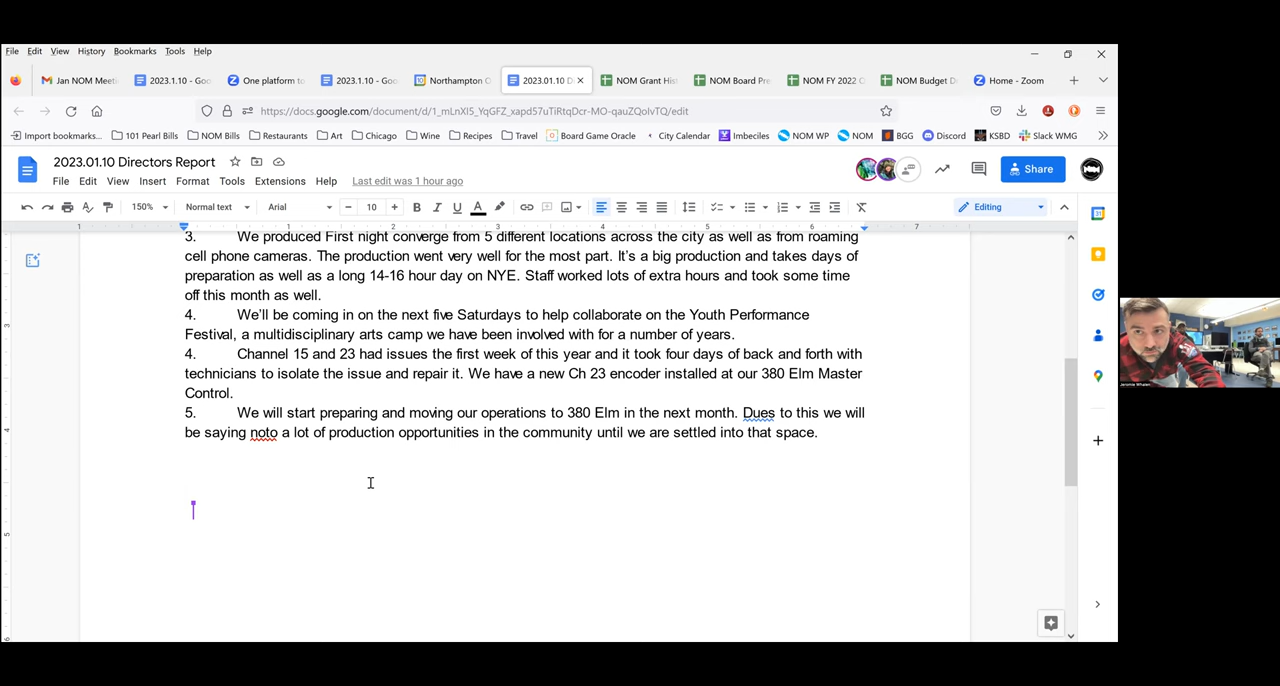 File Edit View History Bookmarks Tools Help
Jan NOM Meeti 2023.1.10 - Goo One platform to 2023.1.10 - Goo Northampton O 2023.01.10 D NOM Grant His NOM Board Pre NOM FY 2022 NOM Budget D Home - Zoom
https://docs.google.com/document/d/1_mLnXI5_YqGFZ_xapd57uTiRtqDcr-MO-qauZQolvTQ/edit
Import bookmarks... 101 Pearl Bills NOM Bills Restaurants Art Chicago Wine Recipes Travel Board Game Oracle City Calendar Imbeciles NOM WP NOM BGG Discord KSBD Slack WMG
2023.01.10 Directors Report
File Edit View Insert Format Tools Extensions Help Last edit was 1 hour ago
Share
150% Normal text Arial 10 B I U A Editing
1 1 2 3 4 5 6 7
3. We produced First night converge from 5 different locations across the city as well as from roaming
cell phone cameras. The production went very well for the most part. It's a big production and takes days of
preparation as well as a long 14-16 hour day on NYE. Staff worked lots of extra hours and took some time
off this month as well.
4. We'll be coming in on the next five Saturdays to help collaborate on the Youth Performance
Festival, a multidisciplinary arts camp we have been involved with for a number of years.
4. Channel 15 and 23 had issues the first week of this year and it took four days of back and forth with
technicians to isolate the issue and repair it. We have a new Ch 23 encoder installed at our 380 Elm Master
Control.
5. We will start preparing and moving our operations to 380 Elm in the next month. Dues to this we will
be saying noto a lot of production opportunities in the community until we are settled into that space.
Jeromie Whalen